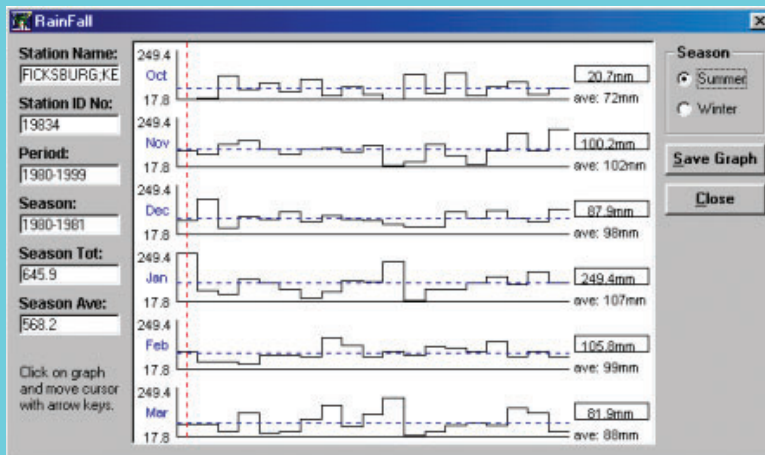 RainFall
Station Name:
FICKSBURG;KE
Station ID No:
19834
Period:
1980-1999
Season:
1980-1981
Season Tot:
645.9
Season Ave:
568.2
Click on graph
and move cursor
with arrow keys.
249.4
Oct
17.8
20.7mm
ave: 72mm
249.4
Nov
17.8
100.2mm
ave: 102mm
249.4
Dec
17.8
87.9mm
ave: 98mm
249.4
Jan
17.8
249.4mm
ave: 107mm
249.4
Feb
17.8
105.8mm
ave: 99mm
249.4
Mar
17.8
81.9mm
ave: 88mm
Season
Summer
Winter
Save Graph
Close